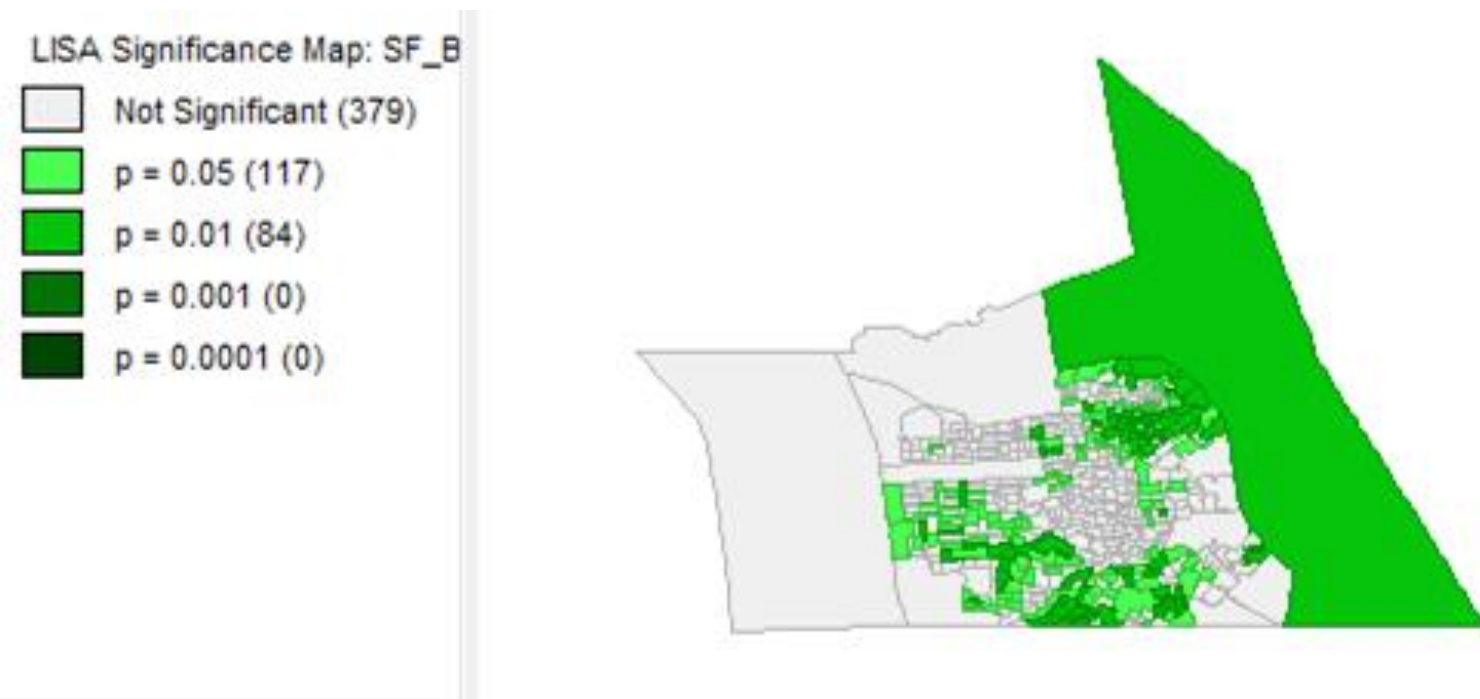 LISA Significance Map: SF_B
Not Significant (379)
p = 0.05 (117)
p = 0.01 (84)
p = 0.001 (0)
p = 0.0001 (0)